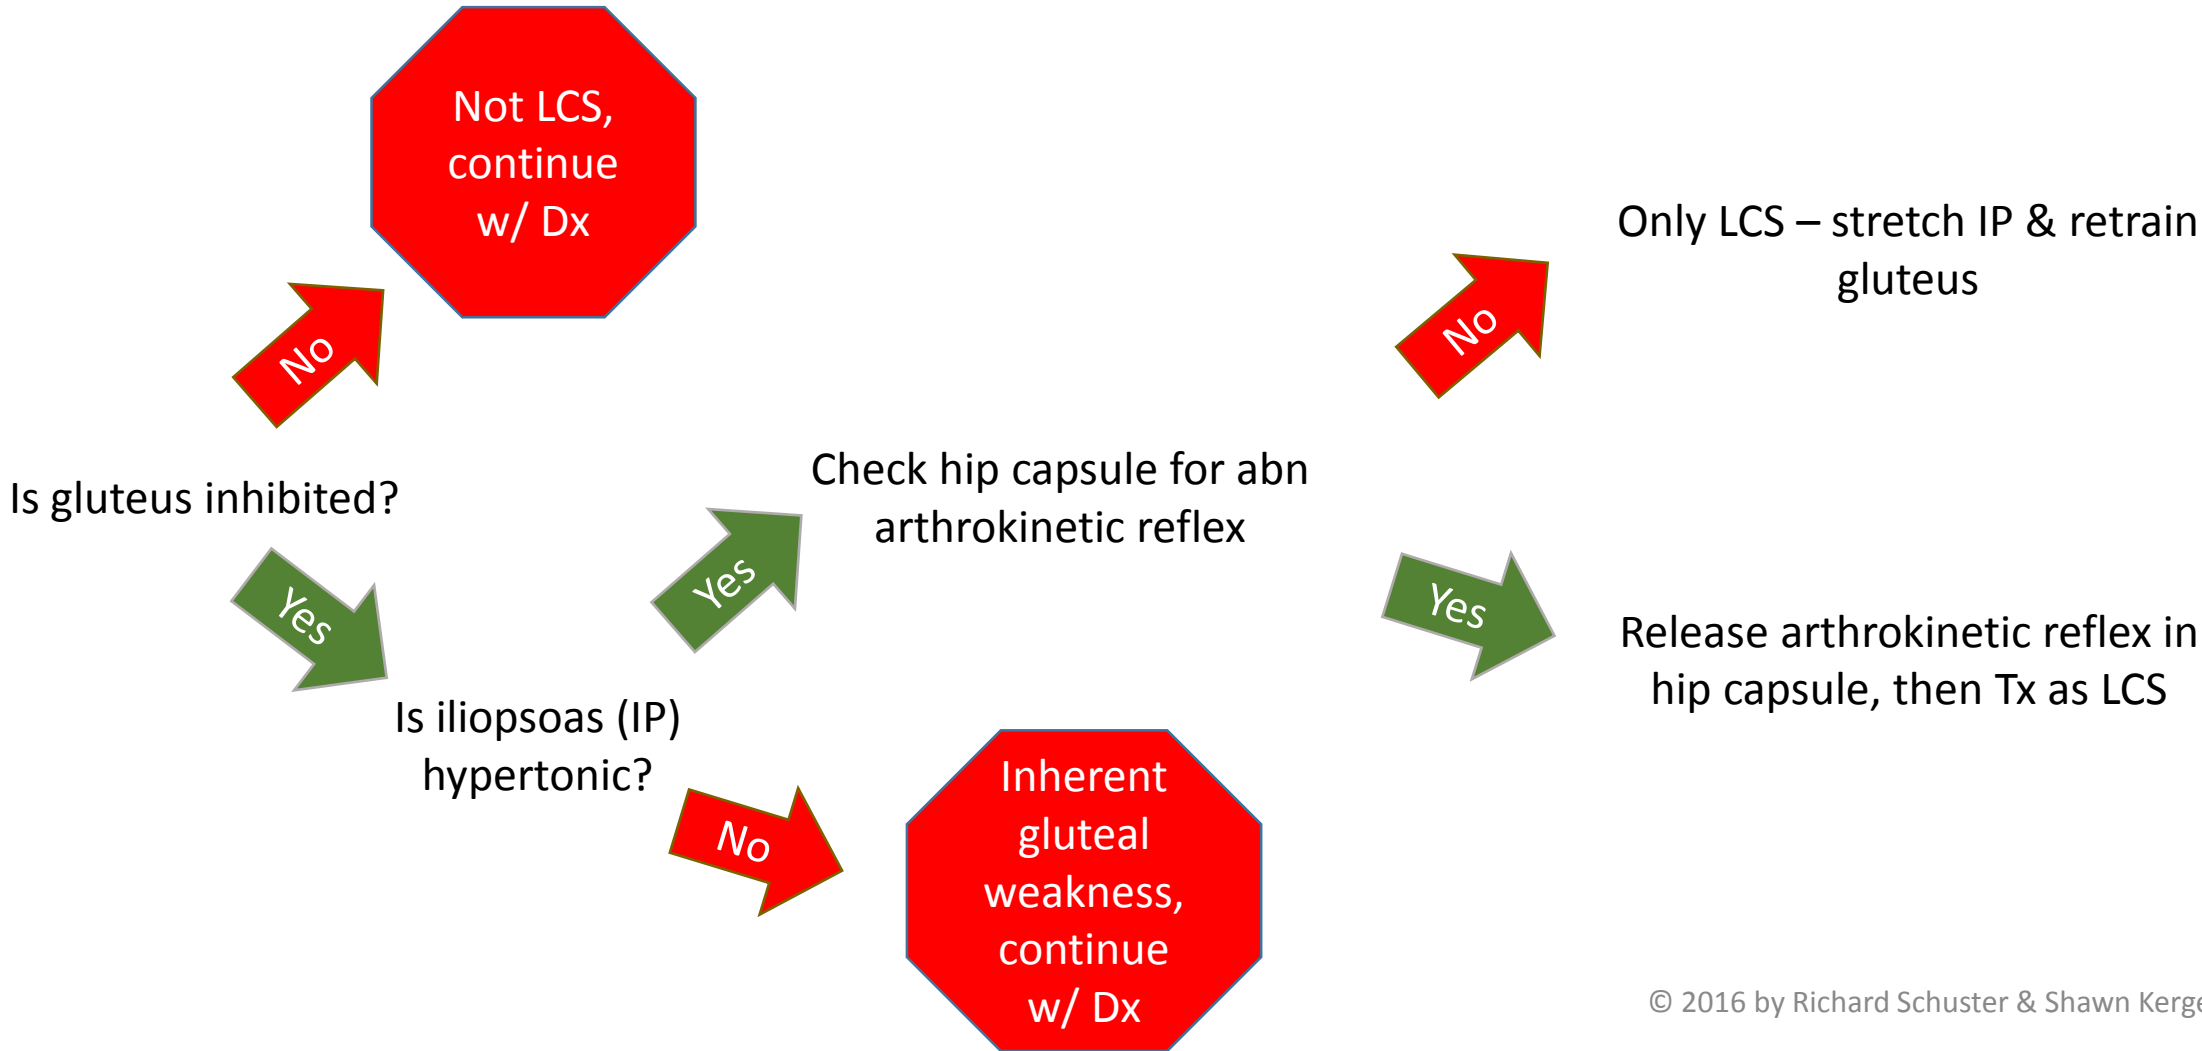 Not LCS,
continue
w/ Dx
No
Is gluteus inhibited?
Yes
Is iliopsoas (IP)
hypertonic?
Yes
Check hip capsule for abn
arthrokinetic reflex
No
Inherent
gluteal
weakness,
continue
w/ Dx
No
Only LCS – stretch IP & retrain
gluteus
Yes
Release arthrokinetic reflex in
hip capsule, then Tx as LCS
© 2016 by Richard Schuster & Shawn Kerge